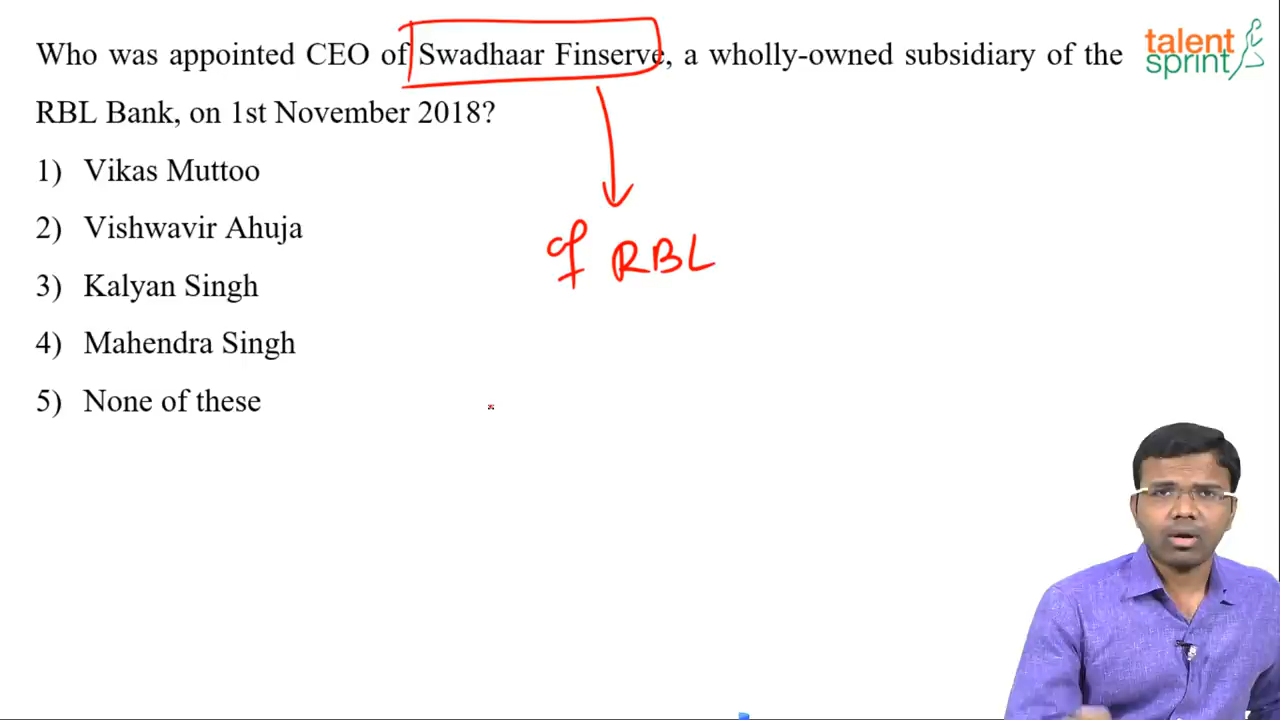 Who was appointed CEO of Swadhaar Finserve, a wholly-owned subsidiary of the
RBL Bank, on 1st November 2018?
1) Vikas Muttoo
2) Vishwavir Ahuja
3) Kalyan Singh
4) Mahendra Singh
5) None of these
of RBL
talent
sprint